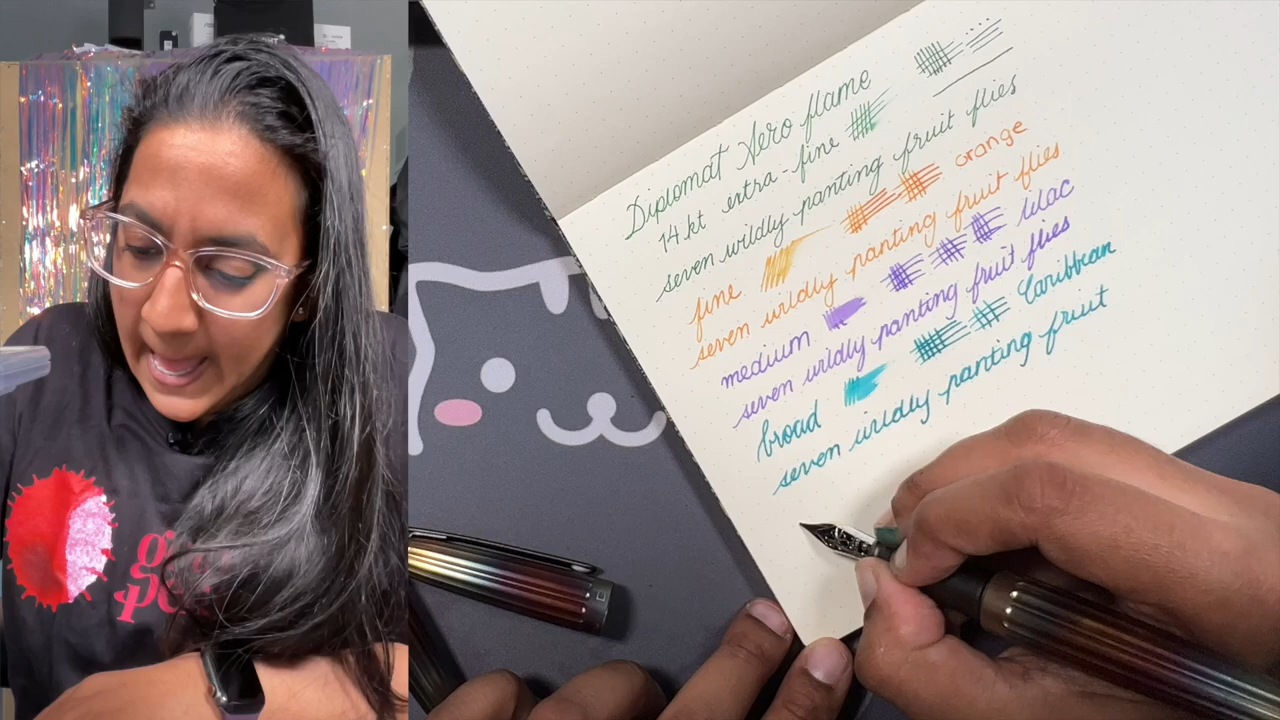 Diplomat Aero flame
14 kt extra-fine
seven wildly panting fruit flies
fine orange
seven wildly panting fruit flies
medium lilac
seven wildly panting fruit flies
broad Caribbean
seven wildly panting fruit